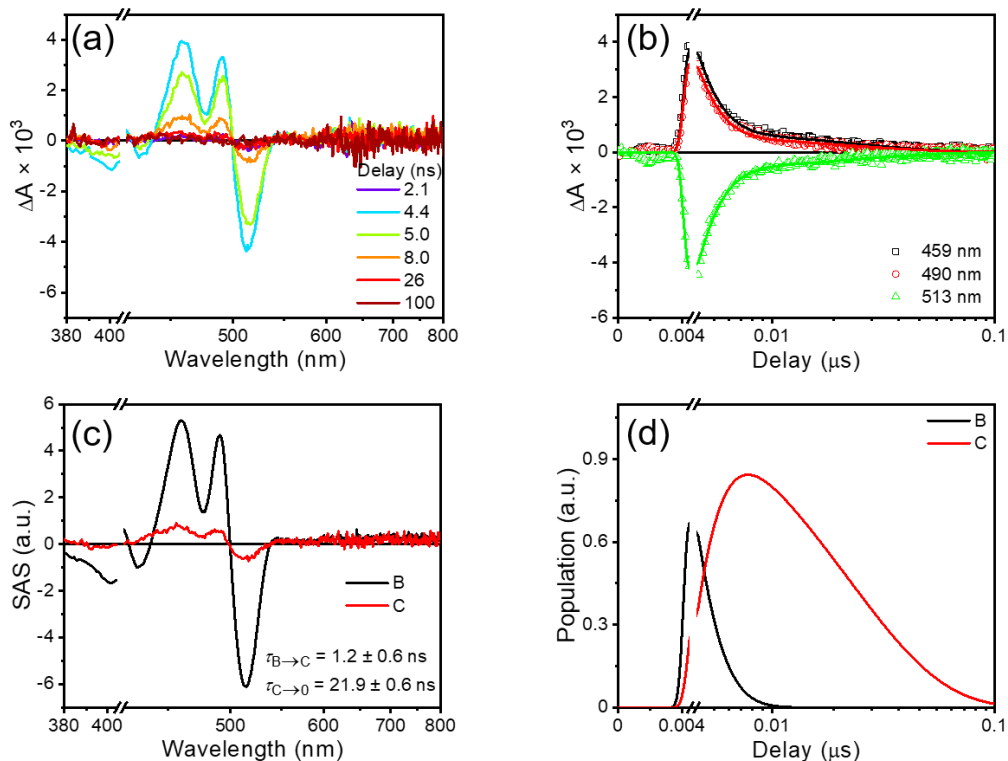 (a)
ΔA × 10³
4
2
0
-2
-4
-6
Delay (ns)
2.1
4.4
5.0
8.0
26
100
380 400 500 600 700 800
Wavelength (nm)
(b)
ΔA × 10³
4
2
0
-2
-4
-6
459 nm
490 nm
513 nm
0 0.004 0.01 0.1
Delay (μs)
(c)
SAS (a.u.)
6
4
2
0
-2
-4
-6
B
C
τB→C = 1.2 ± 0.6 ns
τC→0 = 21.9 ± 0.6 ns
380 400 500 600 700 800
Wavelength (nm)
(d)
Population (a.u.)
0.9
0.6
0.3
0
B
C
0 0.004 0.01 0.1
Delay (μs)